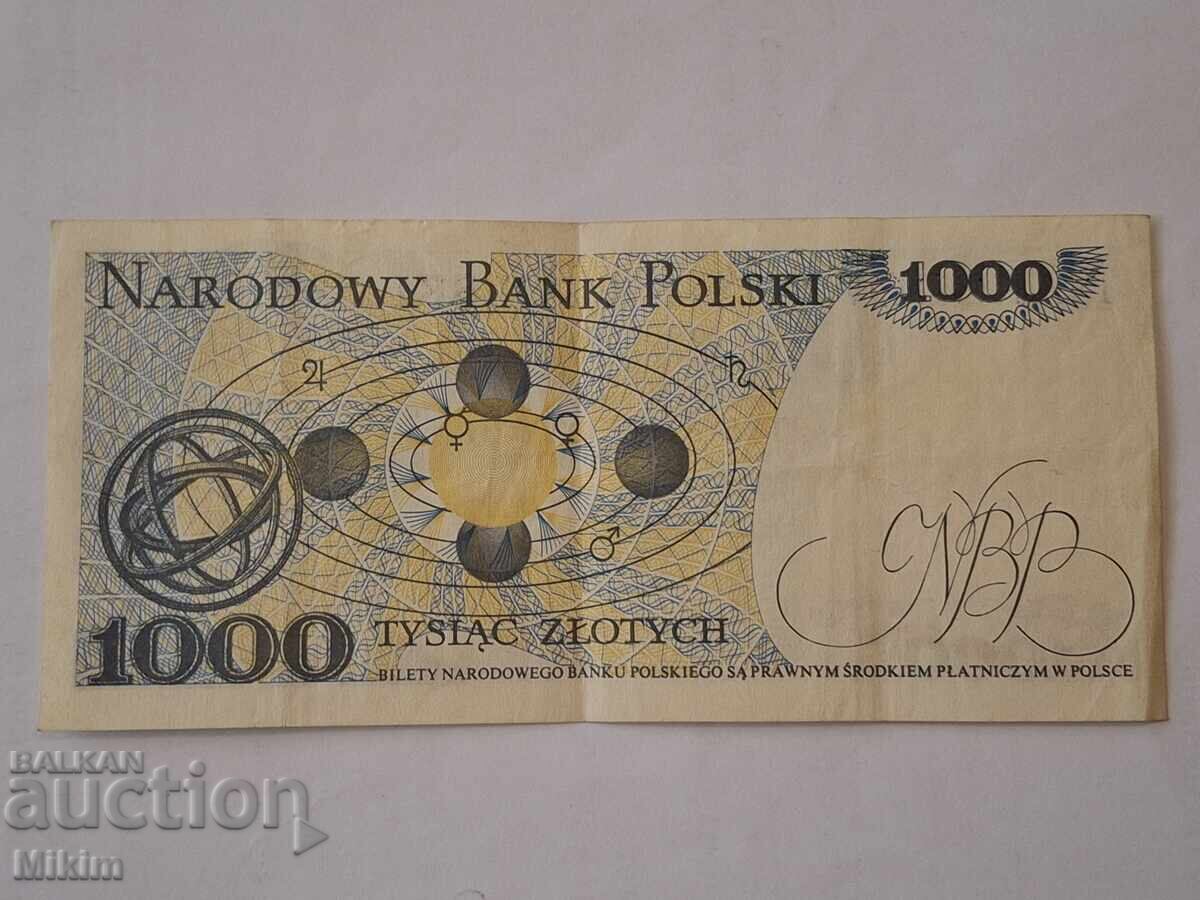 NARODOWY BANK POLSKI
1000
1000
TYSIĄC ZŁOTYCH
BILETY NARODOWEGO BANKU POLSKIEGO SĄ PRAWNYM ŚRODKIEM PŁATNICZYM W POLSCE
NBP
BALKAN
auction
Mikim